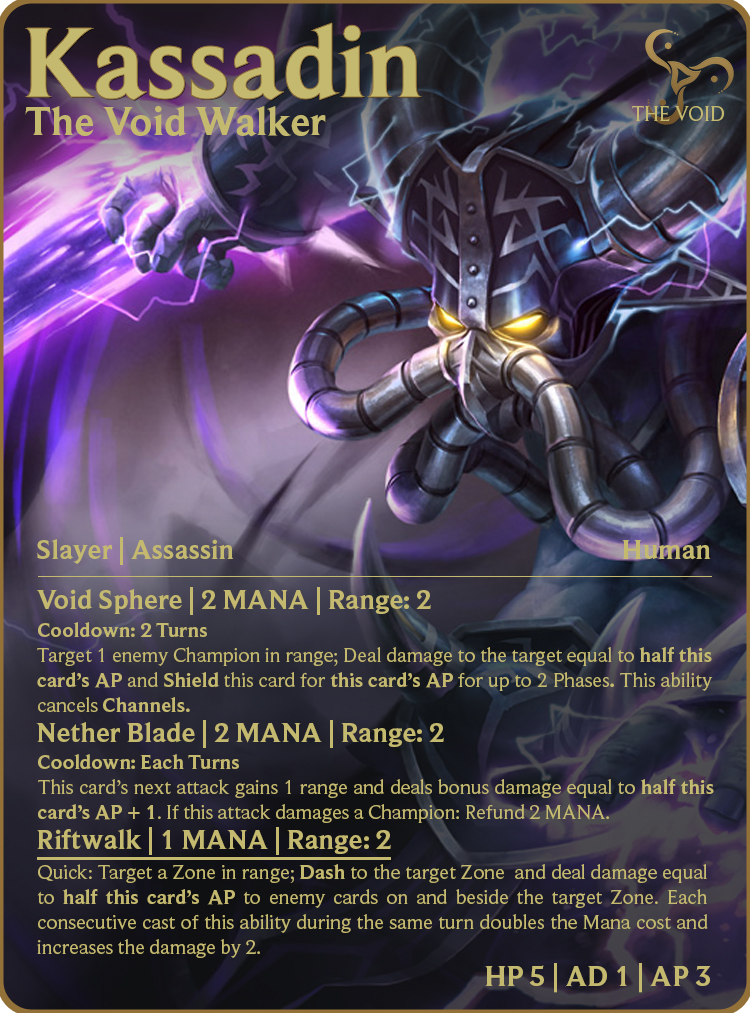 Kassadin
The Void Walker
THE VOID
Slayer | Assassin
Human
Void Sphere | 2 MANA | Range: 2
Cooldown: 2 Turns
Target 1 enemy Champion in range; Deal damage to the target equal to half this
card's AP and Shield this card for this card's AP for up to 2 Phases. This ability
cancels Channels.
Nether Blade | 2 MANA | Range: 2
Cooldown: Each Turns
This card's next attack gains 1 range and deals bonus damage equal to half this
card's AP + 1. If this attack damages a Champion: Refund 2 MANA.
Riftwalk | 1 MANA | Range: 2
Quick: Target a Zone in range; Dash to the target Zone and deal damage equal
to half this card's AP to enemy cards on and beside the target Zone. Each
consecutive cast of this ability during the same turn doubles the Mana cost and
increases the damage by 2.
HP 5 | AD 1 | AP 3